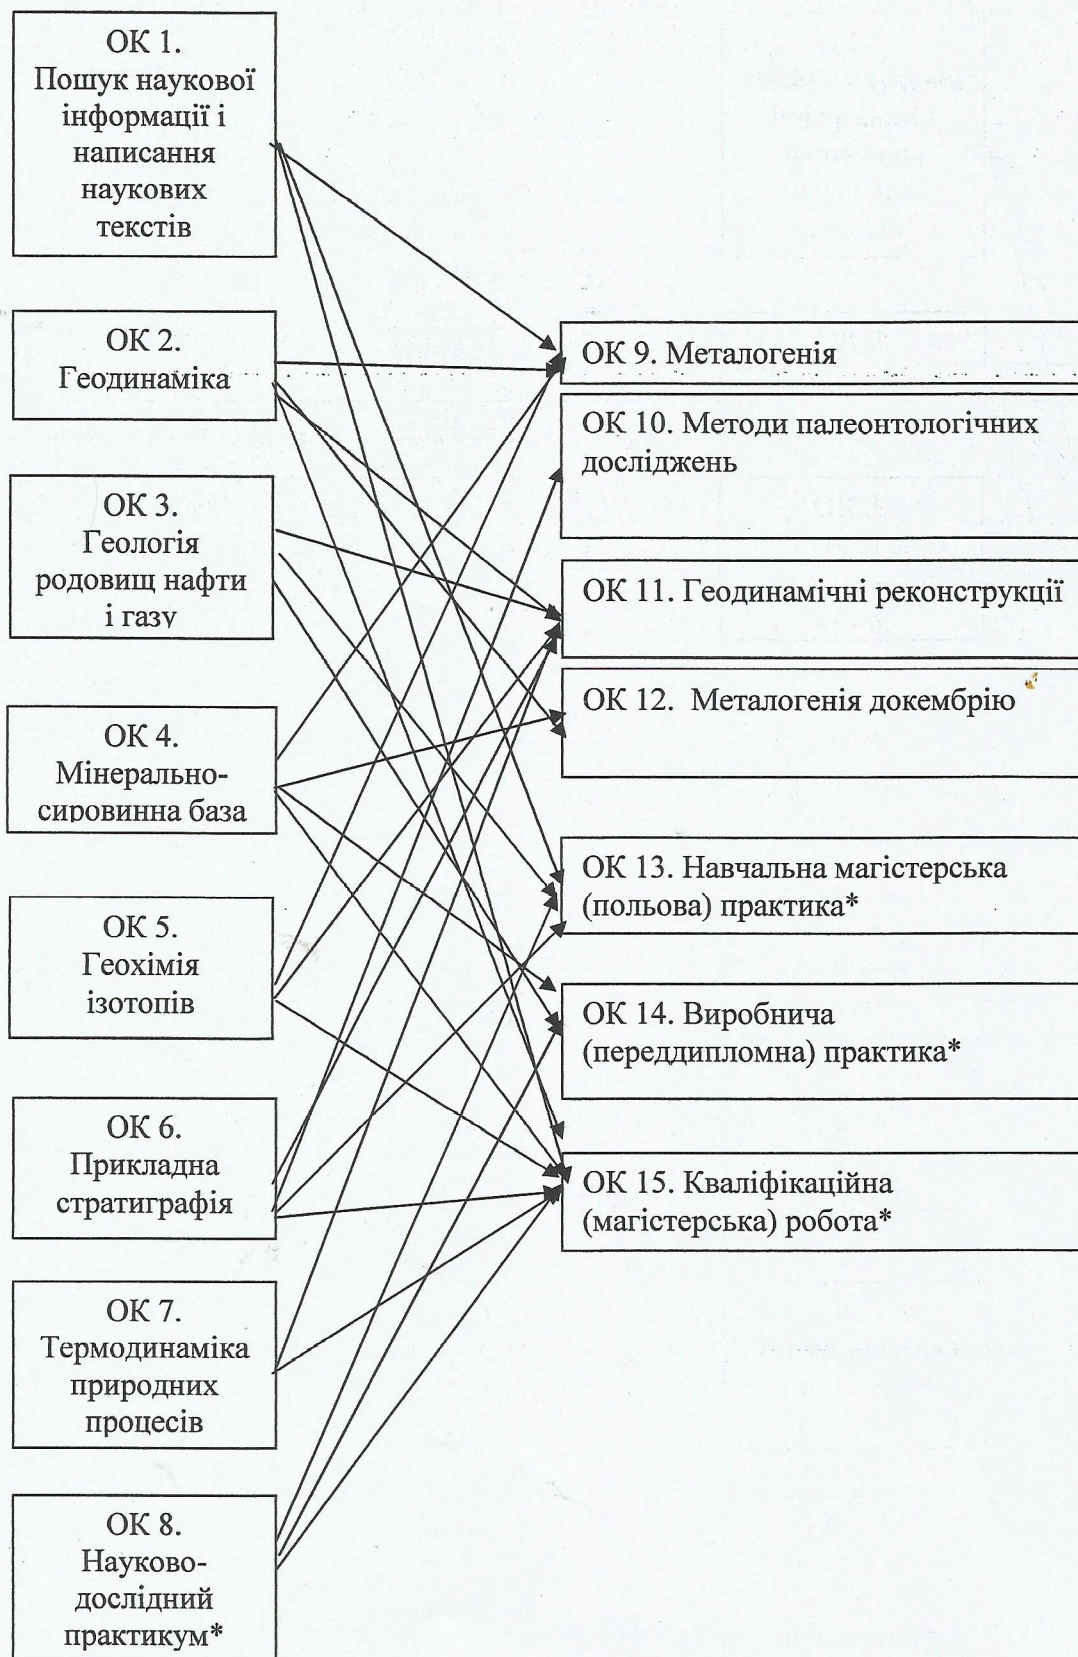 ОК 1.
Пошук наукової
інформації і
написання
наукових
текстів
ОК 2.
Геодинаміка
ОК 3.
Геологія
родовищ нафти
і газу
ОК 4.
Мінерально-
сировинна база
ОК 5.
Геохімія
ізотопів
ОК 6.
Прикладна
стратиграфія
ОК 7.
Термодинаміка
природних
процесів
ОК 8.
Науково-
дослідний
практикум*
ОК 9. Металогенія
ОК 10. Методи палеонтологічних
досліджень
ОК 11. Геодинамічні реконструкції
ОК 12. Металогенія докембрію
ОК 13. Навчальна магістерська
(польова) практика*
ОК 14. Виробнича
(переддипломна) практика*
ОК 15. Кваліфікаційна
(магістерська) робота*